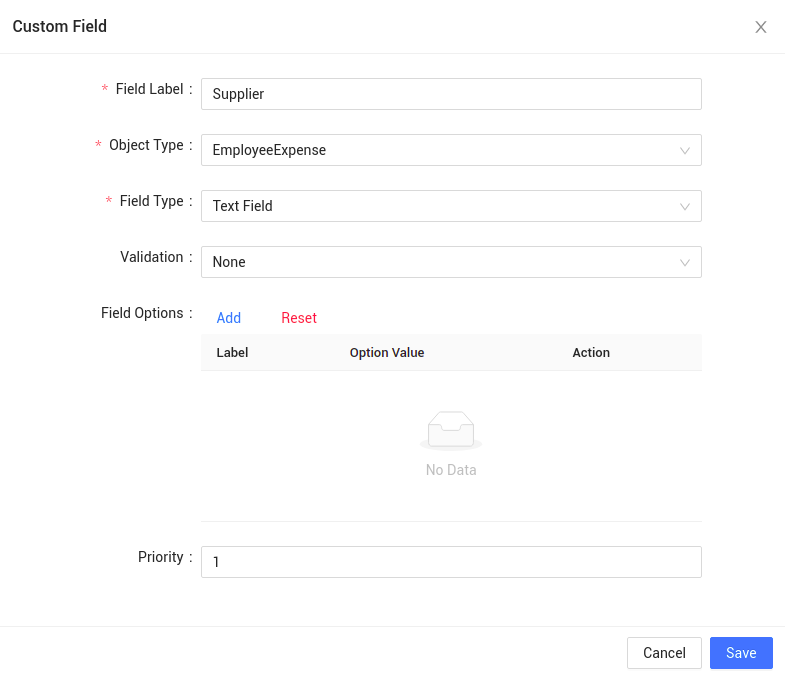 Custom Field
* Field Label : Supplier
* Object Type : EmployeeExpense
* Field Type : Text Field
Validation : None
Field Options : Add Reset
Label Option Value Action
No Data
Priority : 1
Cancel Save